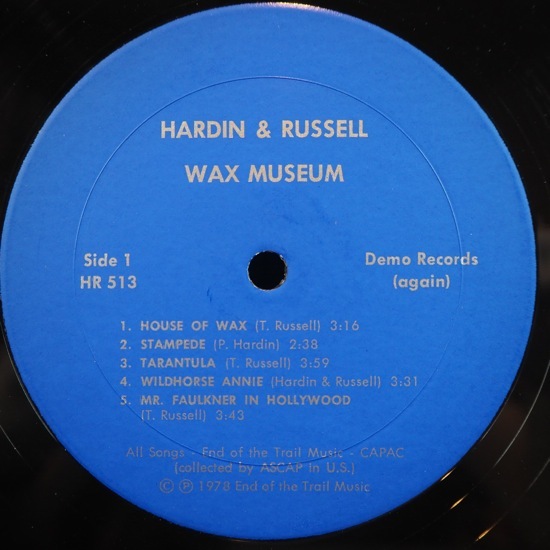 HARDIN & RUSSELL
WAX MUSEUM
Side 1
HR 513
Demo Records
(again)
1. HOUSE OF WAX (T. Russell) 3:16
2. STAMPEDE (P. Hardin) 2:38
3. TARANTULA (T. Russell) 3:59
4. WILDHORSE ANNIE (Hardin & Russell) 3:31
5. MR. FAULKNER IN HOLLYWOOD
(T. Russell) 3:43
All Songs - End of the Trail Music - CAPAC
(collected by ASCAP in U.S.)
© ℗ 1978 End of the Trail Music